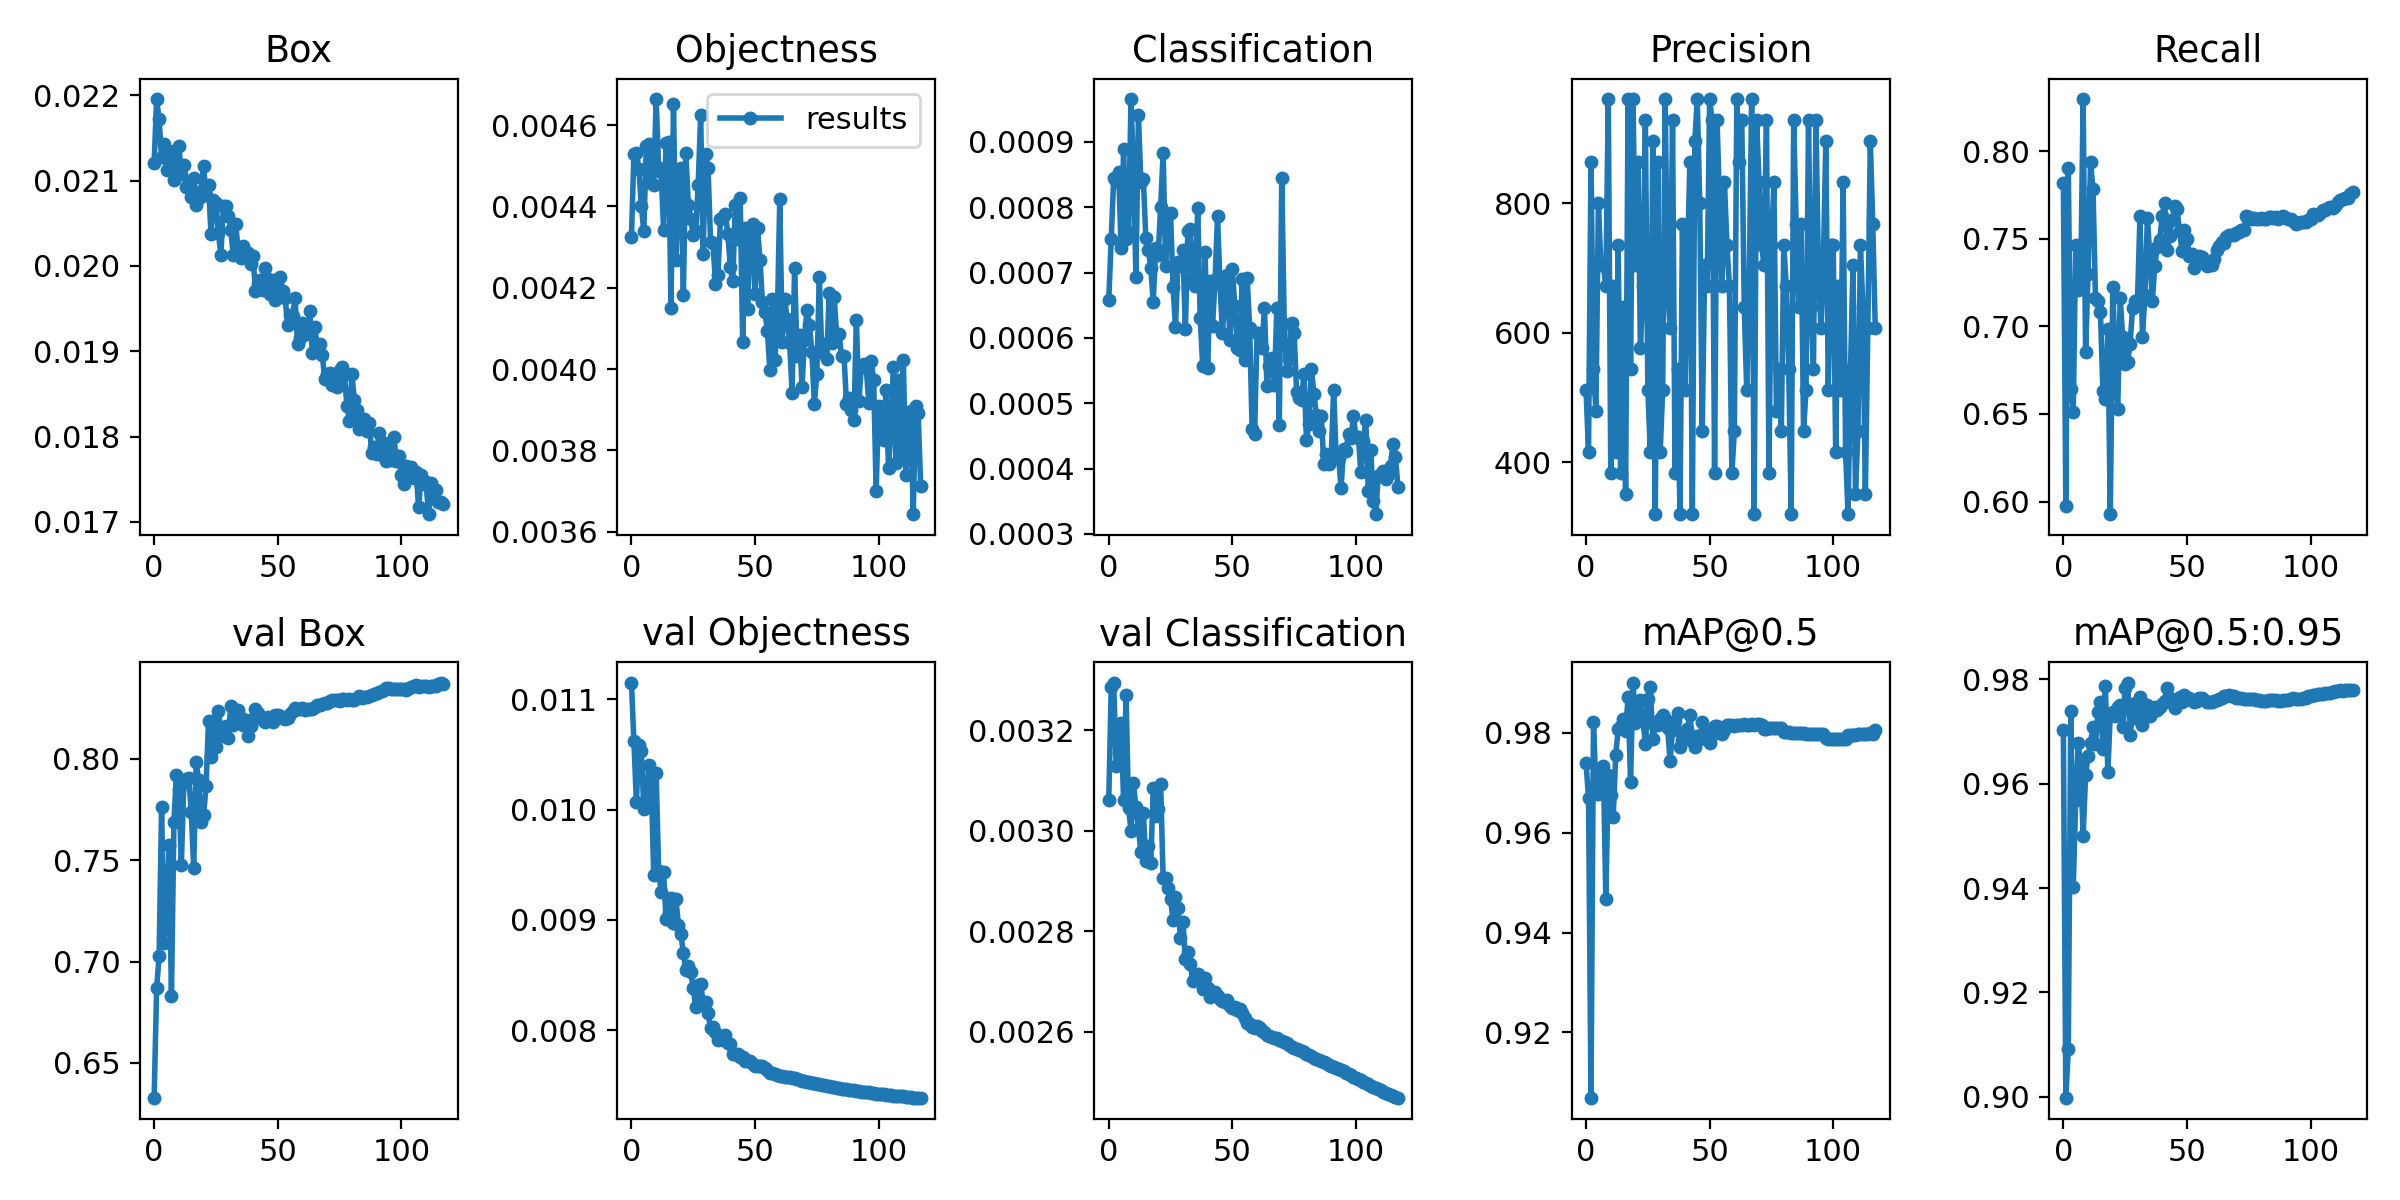 Box
Objectness
Classification
Precision
Recall
0.022
0.021
0.020
0.019
0.018
0.017
0 50 100
results
0.0046
0.0044
0.0042
0.0040
0.0038
0.0036
0 50 100
0.0009
0.0008
0.0007
0.0006
0.0005
0.0004
0.0003
0 50 100
800
600
400
0 50 100
0.80
0.75
0.70
0.65
0.60
0 50 100
val Box
val Objectness
val Classification
mAP@0.5
mAP@0.5:0.95
0.80
0.75
0.70
0.65
0 50 100
0.011
0.010
0.009
0.008
0 50 100
0.0032
0.0030
0.0028
0.0026
0 50 100
0.98
0.96
0.94
0.92
0 50 100
0.98
0.96
0.94
0.92
0.90
0 50 100